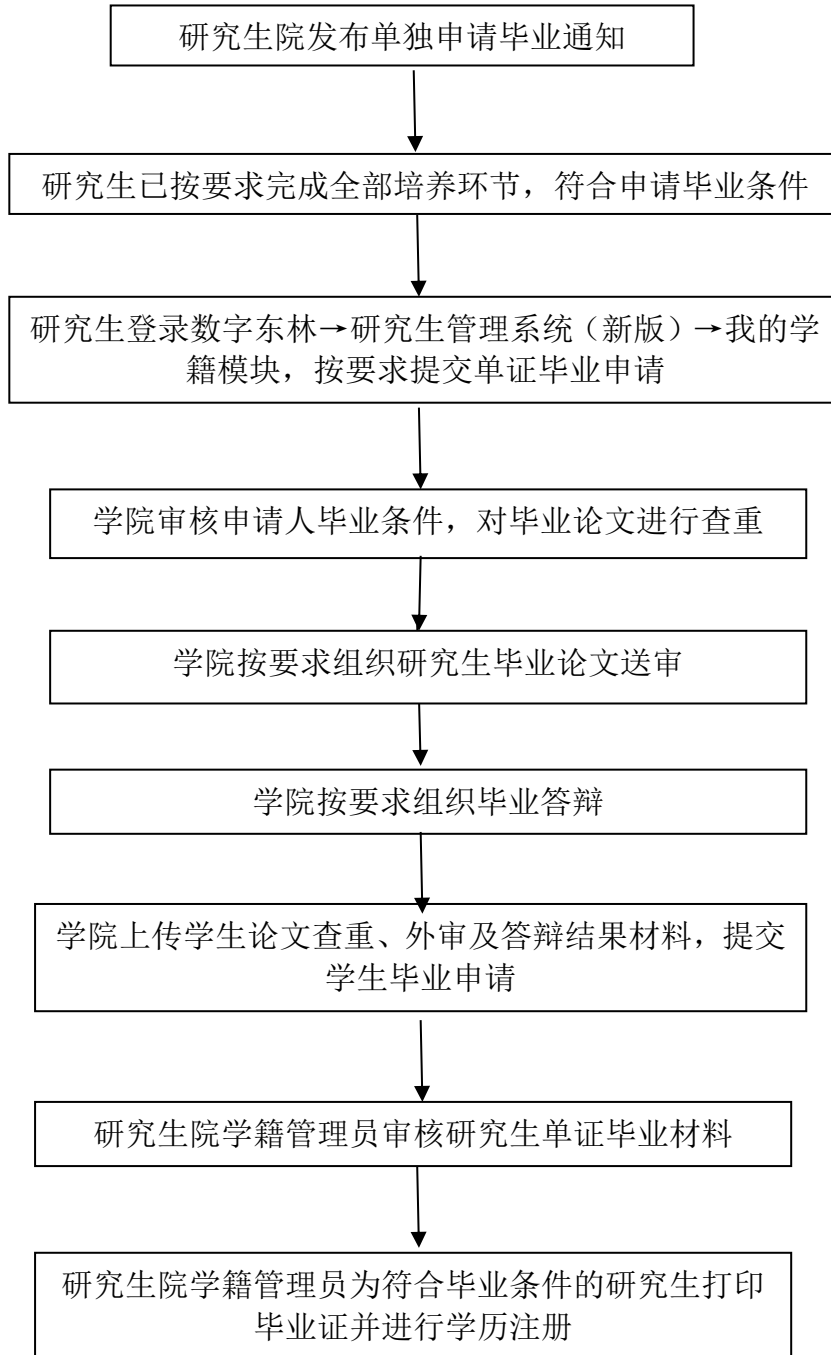 研究生院发布单独申请毕业通知
研究生已按要求完成全部培养环节，符合申请毕业条件
研究生登录数字东林→研究生管理系统（新版）→我的学
籍模块，按要求提交单证毕业申请
学院审核申请人毕业条件，对毕业论文进行查重
学院按要求组织研究生毕业论文送审
学院按要求组织毕业答辩
学院上传学生论文查重、外审及答辩结果材料，提交
学生毕业申请
研究生院学籍管理员审核研究生单证毕业材料
研究生院学籍管理员为符合毕业条件的研究生打印
毕业证并进行学历注册